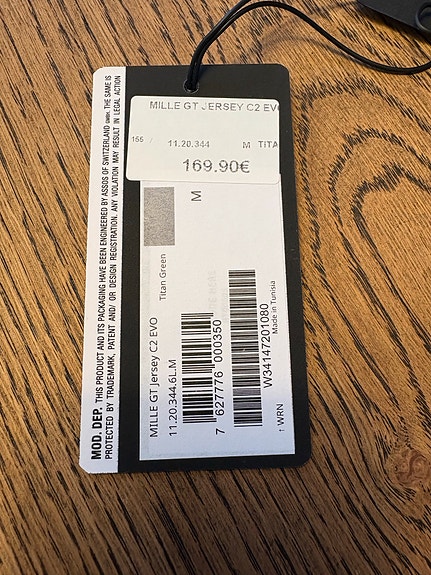 MILLE GT JERSEY C2 EV
155 / 11.20.344 M TITA
169.90€
M
Titan Green
MILLE GT Jersey C2 EVO
11.20.344.6L.M
7 627776 000350
W34147201080
Made in Tunisia
↑ WRN
MOD. DEP. THIS PRODUCT AND ITS PACKAGING HAVE BEEN ENGINEERED BY ASSOS OF SWITZERLAND GMBH. THE SAME IS
PROTECTED BY TRADEMARK, PATENT AND/ OR DESIGN REGISTRATION. ANY VIOLATION MAY RESULT IN LEGAL ACTION